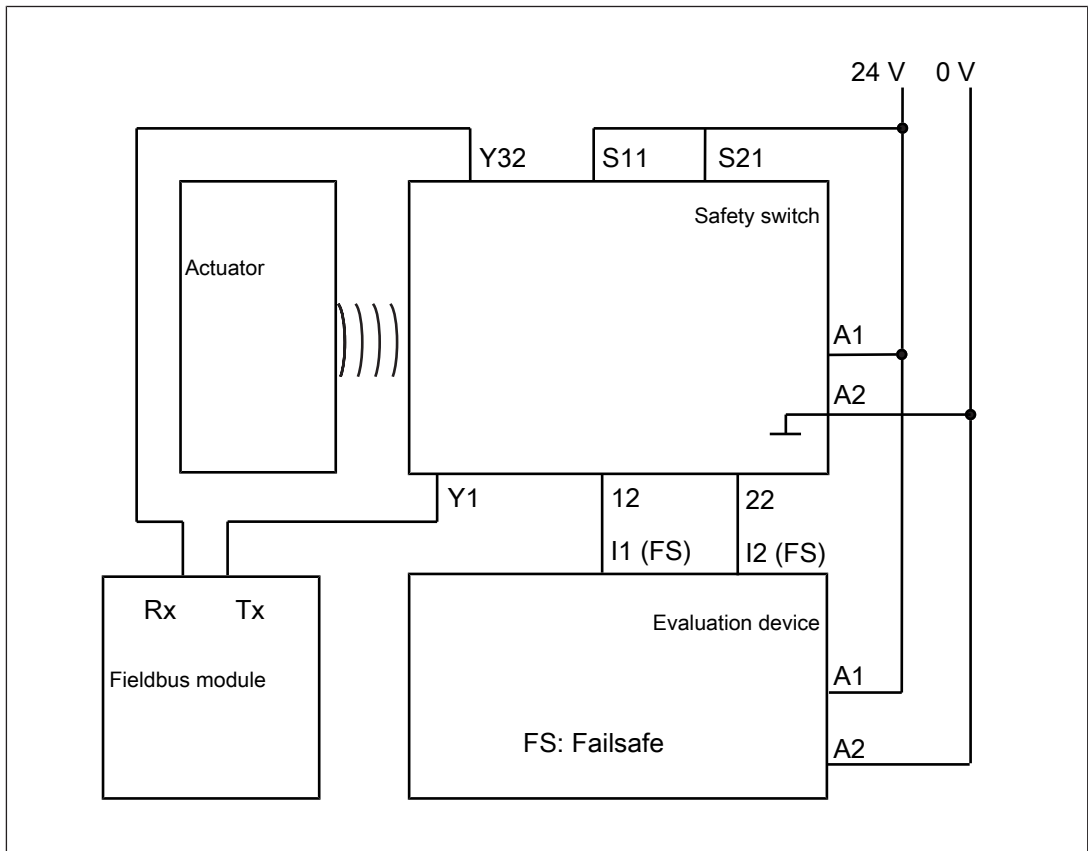 24 V 0 V
Y32 S11 S21
Safety switch
Actuator
A1
A2
Y1 12 22
I1 (FS) I2 (FS)
Rx Tx
Evaluation device
Fieldbus module
A1
FS: Failsafe
A2